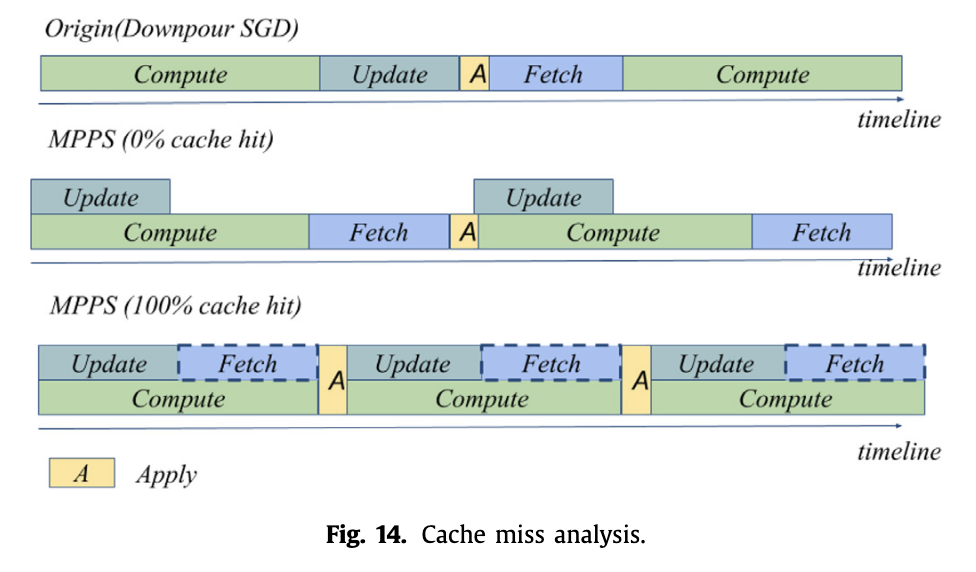 Origin(Downpour SGD)
Compute Update A Fetch Compute
timeline
MPPS (0% cache hit)
Update Update
Compute Fetch A Compute Fetch
timeline
MPPS (100% cache hit)
Update Fetch A Update Fetch A Update Fetch
Compute Compute Compute
timeline
A Apply
Fig. 14. Cache miss analysis.